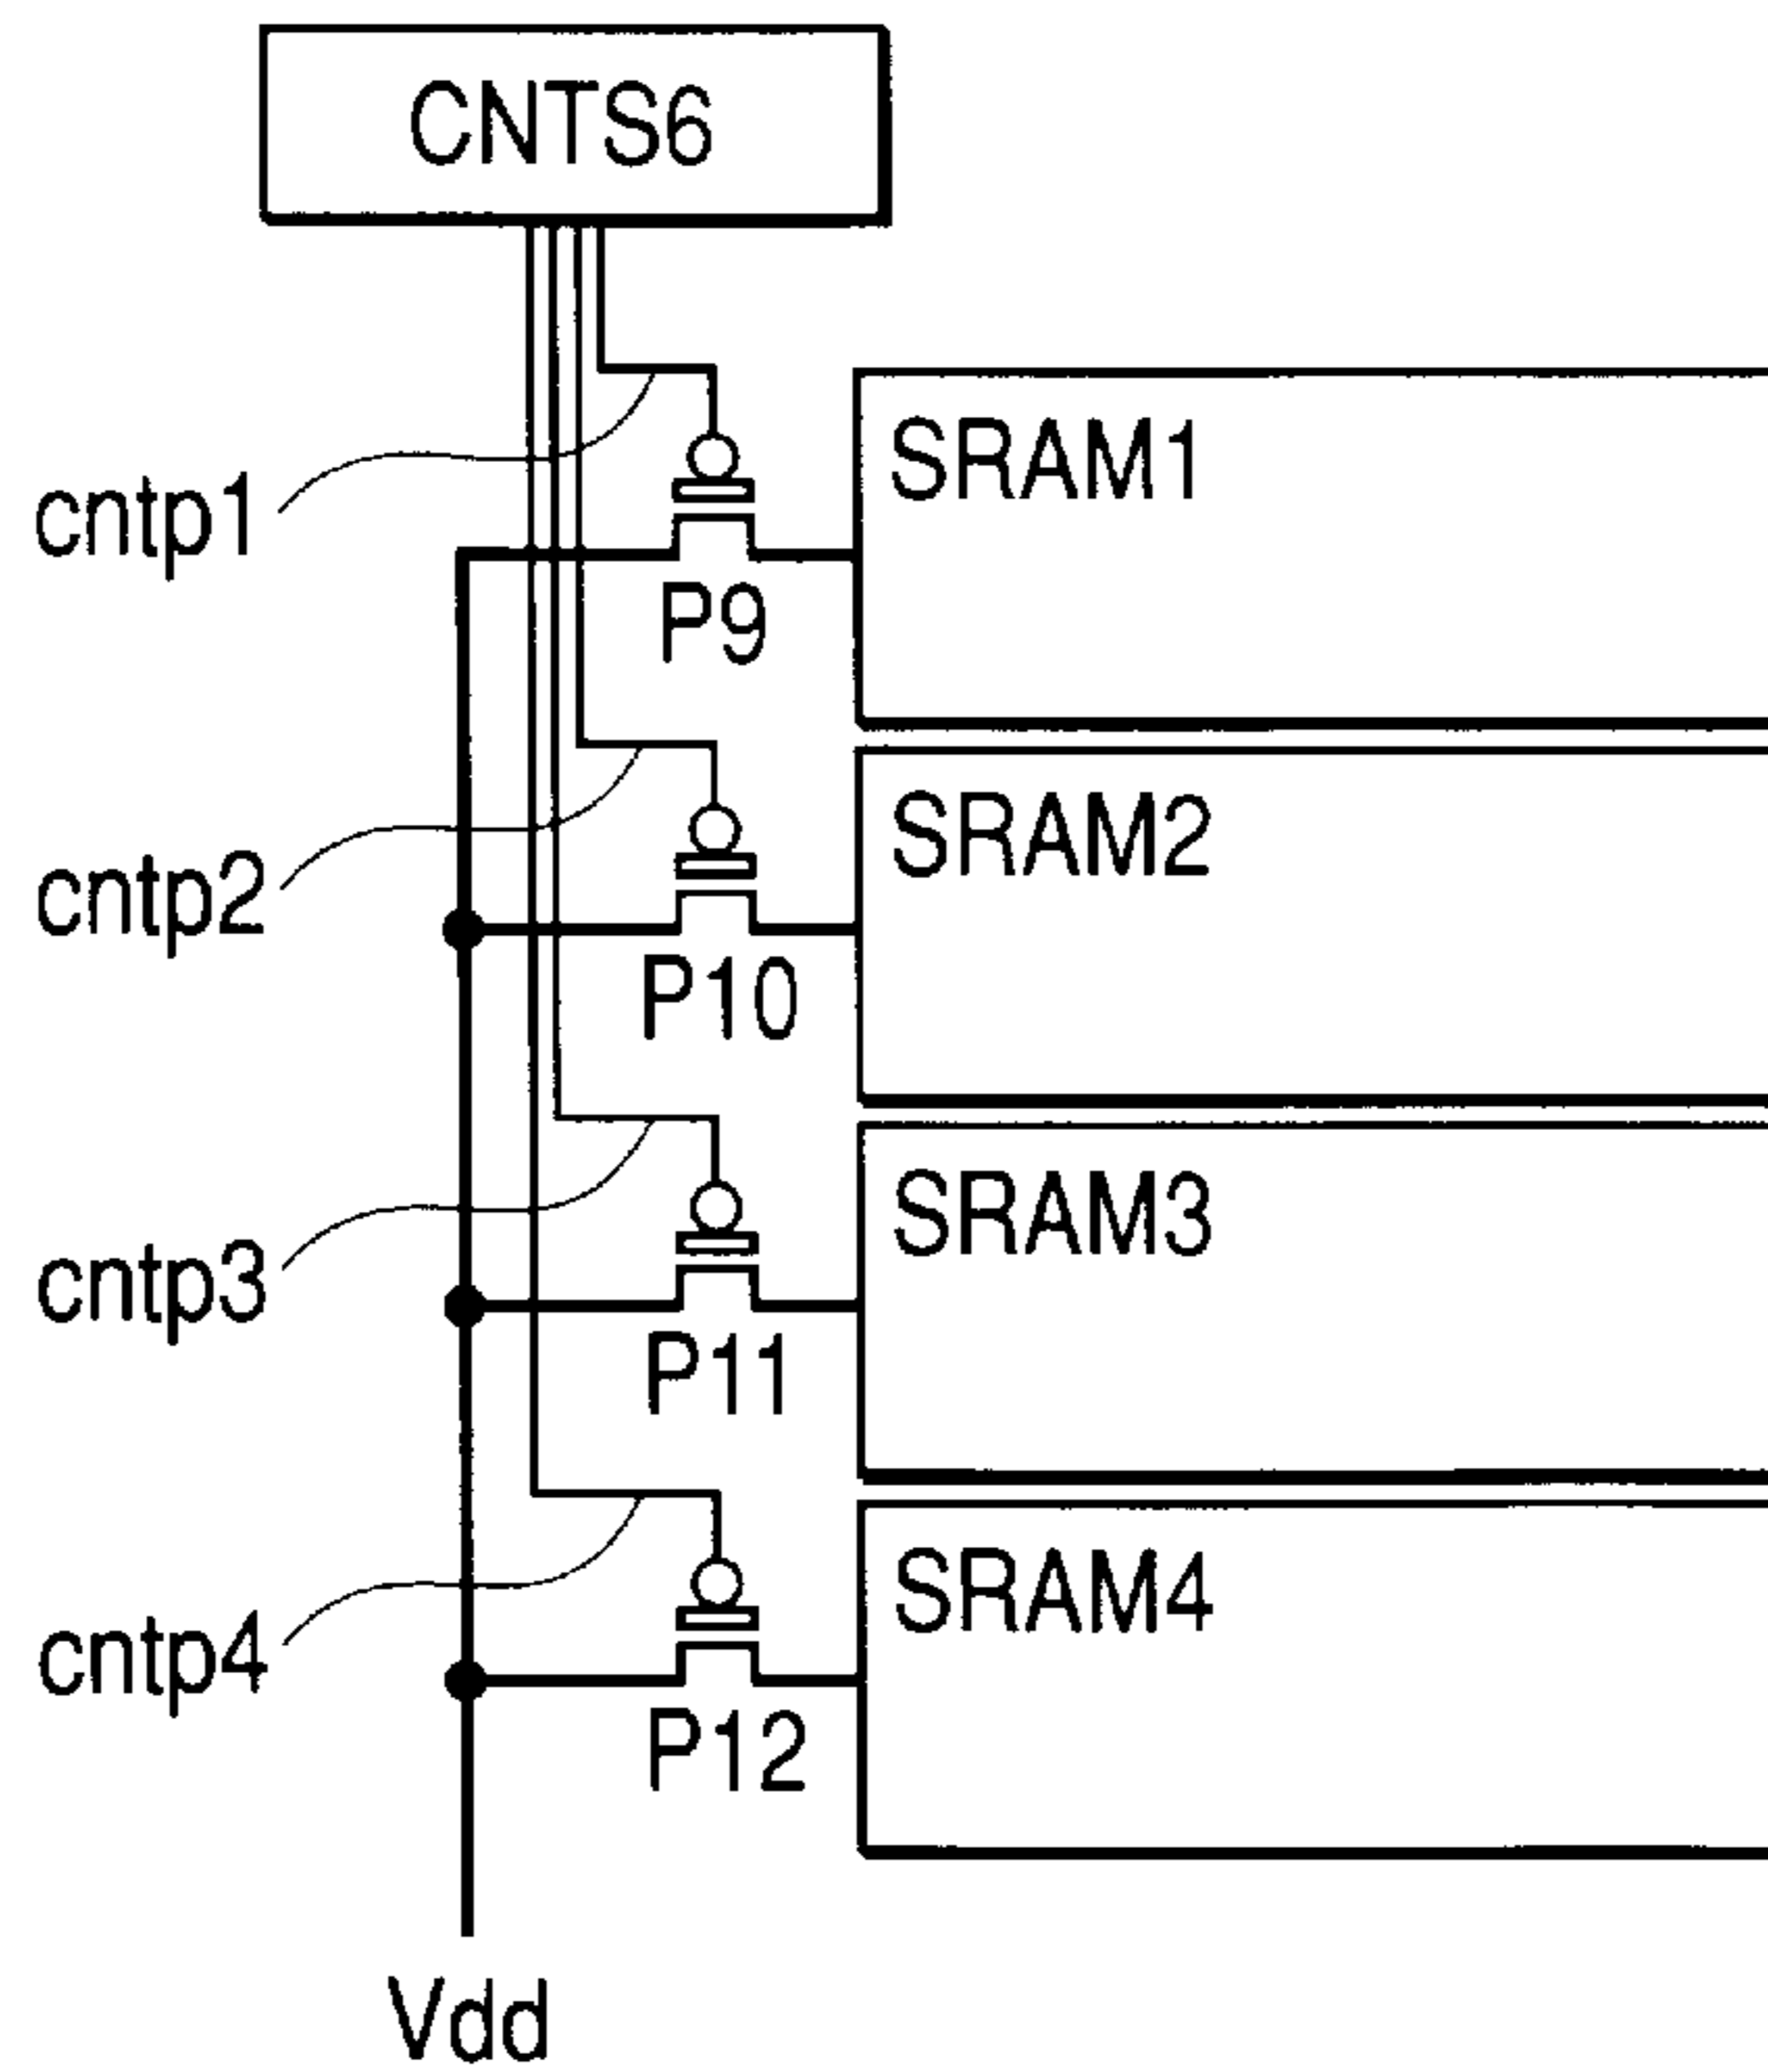 CNTS6
SRAM1
cntp1
P9
SRAM2
cntp2
P10
SRAM3
cntp3
P11
SRAM4
cntp4
P12
Vdd